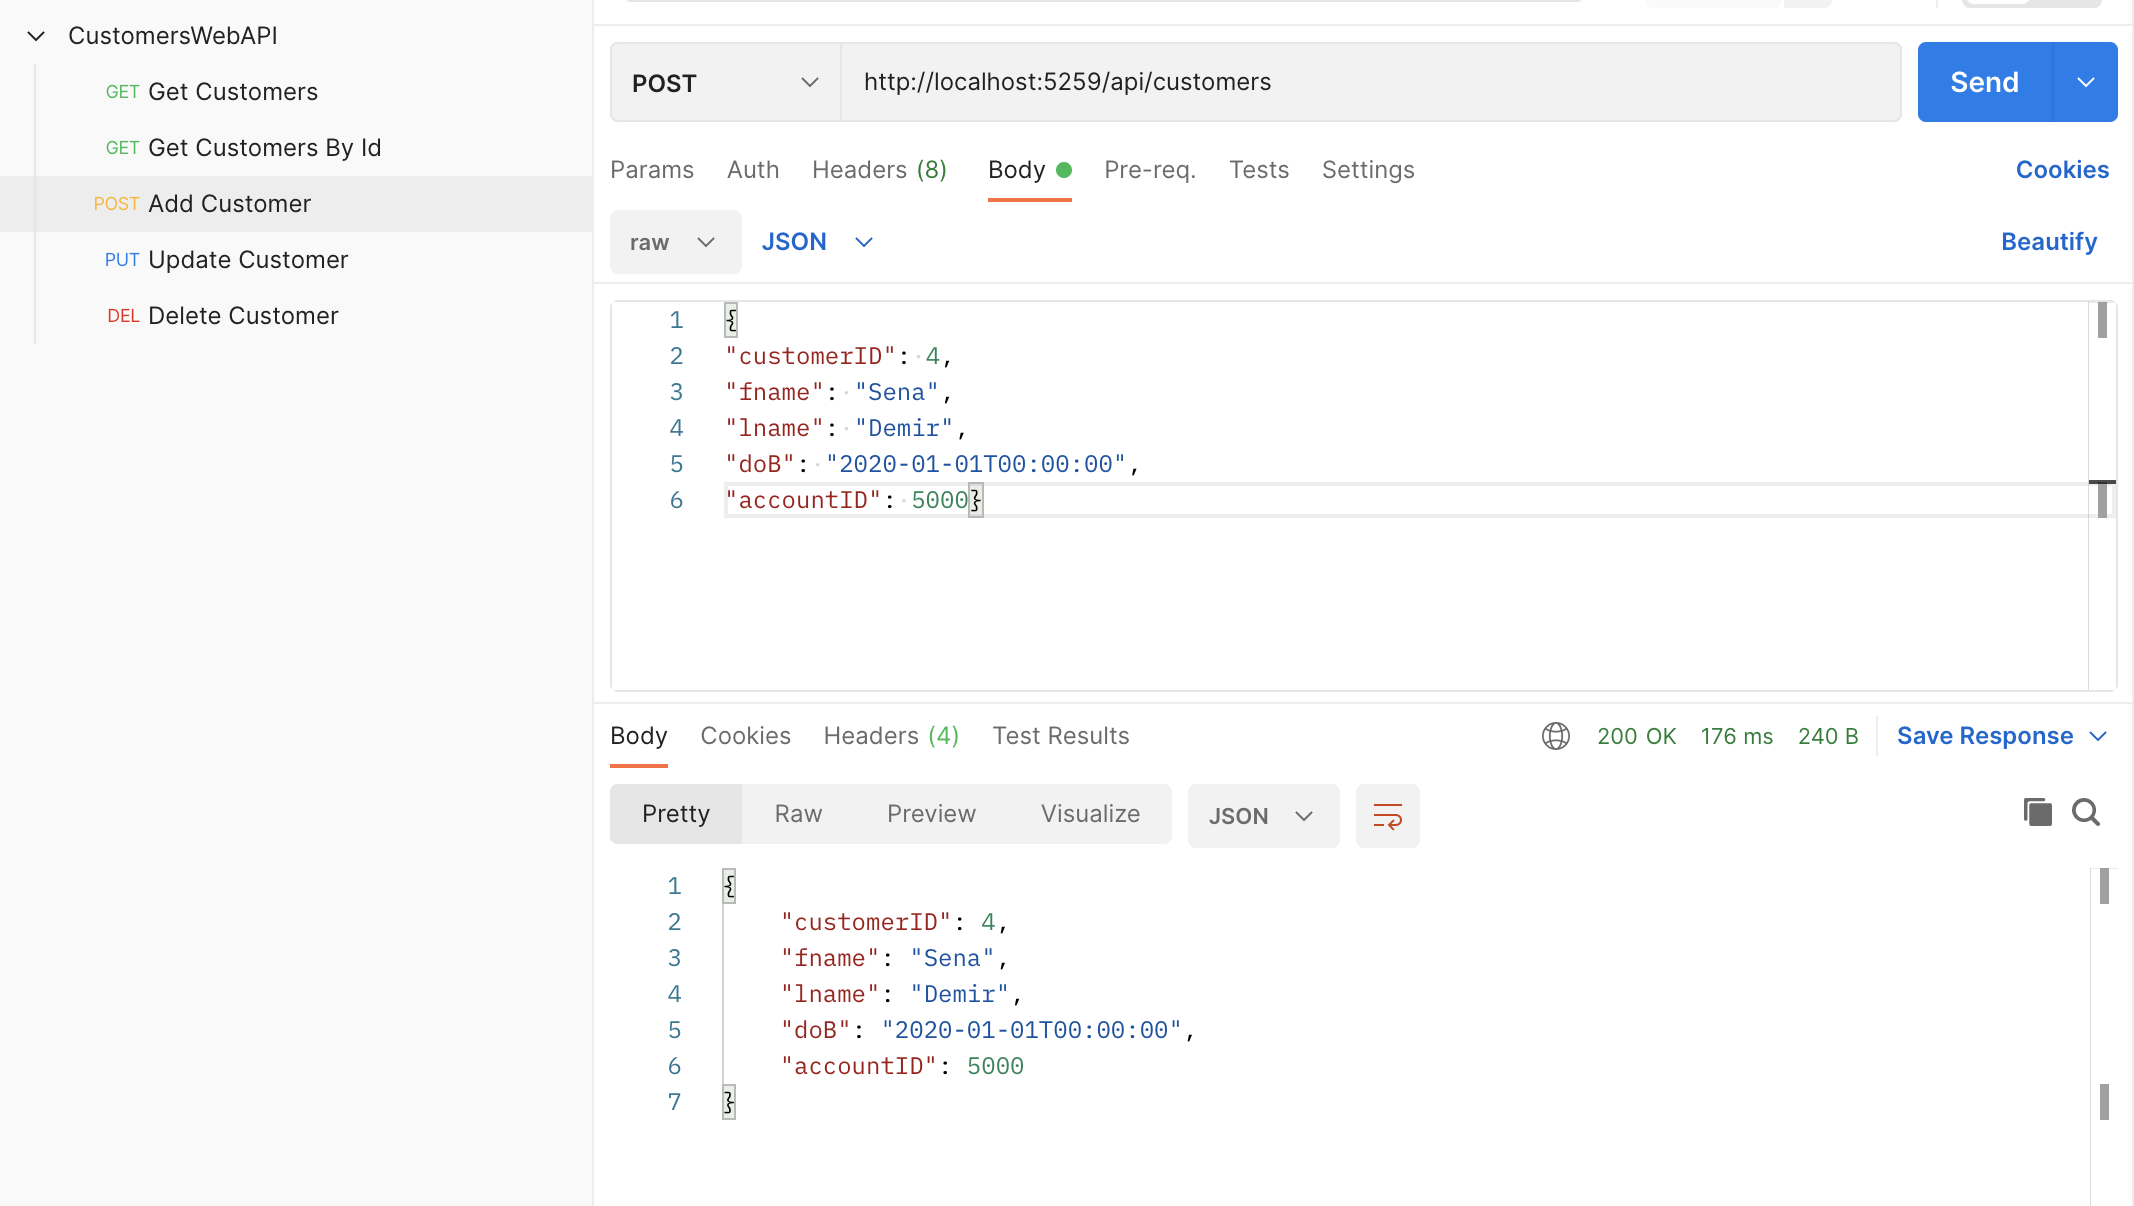 CustomersWebAPI
GET Get Customers
GET Get Customers By Id
POST Add Customer
PUT Update Customer
DEL Delete Customer
POST http://localhost:5259/api/customers Send
Params Auth Headers (8) Body Pre-req. Tests Settings Cookies
raw JSON Beautify
1 {
2 "customerID": 4,
3 "fname": "Sena",
4 "lname": "Demir",
5 "doB": "2020-01-01T00:00:00",
6 "accountID": 5000}
Body Cookies Headers (4) Test Results 200 OK 176 ms 240 B Save Response
Pretty Raw Preview Visualize JSON
1 {
2 "customerID": 4,
3 "fname": "Sena",
4 "lname": "Demir",
5 "doB": "2020-01-01T00:00:00",
6 "accountID": 5000
7 }